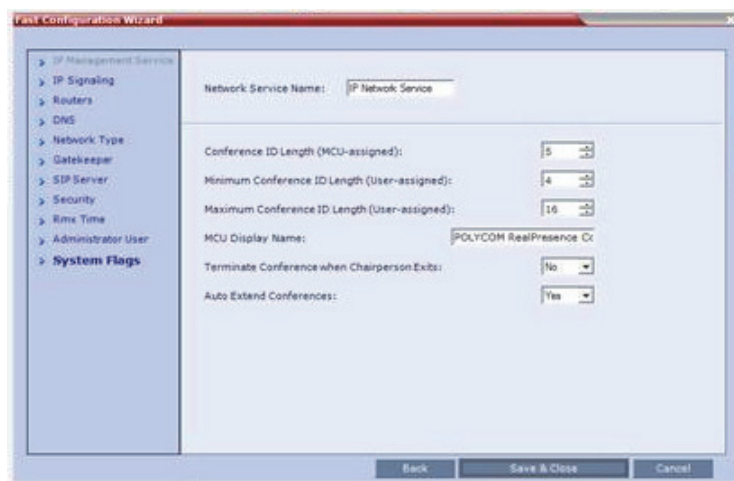 Fast Configuration Wizard
IP Management Service
IP Signaling
Routers
DNS
Network Type
Gatekeeper
SIP Server
Security
Rmx Time
Administrator User
System Flags
Network Service Name: IP Network Service
Conference ID Length (MCU-assigned): 5
Minimum Conference ID Length (User-assigned): 4
Maximum Conference ID Length (User-assigned): 16
MCU Display Name: POLYCOM RealPresence Co
Terminate Conference when Chairperson Exits: No
Auto Extend Conferences: Yes
Back Save & Close Cancel